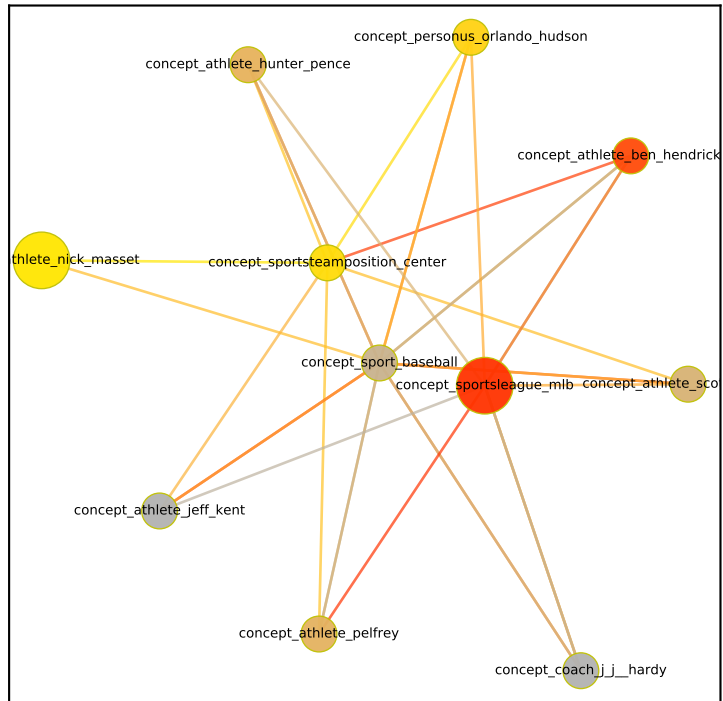 concept_personus_orlando_hudson
concept_athlete_hunter_pence
concept_athlete_ben_hendrick
thlete_nick_masset
concept_sportsteamposition_center
concept_sport_baseball
concept_sportsleague_mlb
concept_athlete_sco
concept_athlete_jeff_kent
concept_athlete_pelfrey
concept_coach_j_j__hardy